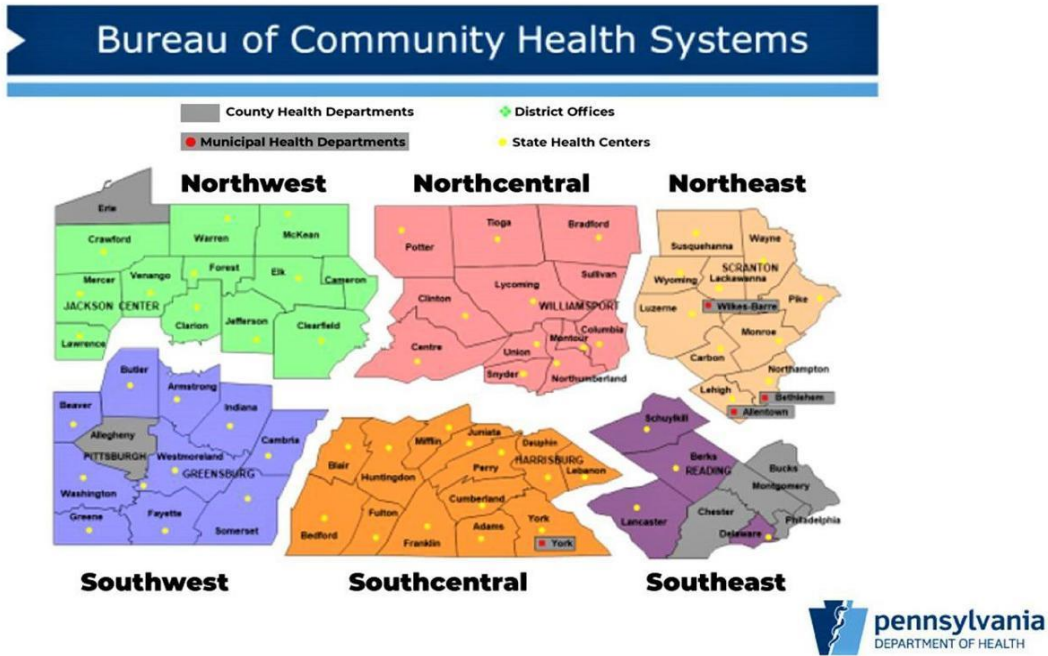 Bureau of Community Health Systems
County Health Departments
District Offices
Municipal Health Departments
State Health Centers
Northwest
Northcentral
Northeast
Erie
Crawford
Warren
McKean
Mercer
Venango
Forest
Elk
Cameron
JACKSON CENTER
Clarion
Jefferson
Clearfield
Lawrence
Potter
Tioga
Bradford
Sullivan
Lycoming
Clinton
WILLIAMSPORT
Columbia
Montour
Centre
Union
Snyder
Northumberland
Susquehanna
Wayne
Wyoming
SCRANTON
Lackawanna
Luzerne
Wilkes-Barre
Pike
Monroe
Carbon
Northampton
Lehigh
Bethlehem
Allentown
Butler
Armstrong
Beaver
Indiana
Allegheny
Cambria
PITTSBURGH
Westmoreland
GREENSBURG
Washington
Greene
Fayette
Somerset
Mifflin
Juniata
Dauphin
HARRISBURG
Blair
Huntingdon
Perry
Lebanon
Cumberland
Fulton
Bedford
Franklin
Adams
York
York
Schuylkill
Berks
READING
Bucks
Montgomery
Lancaster
Chester
Philadelphia
Delaware
Southwest
Southcentral
Southeast
pennsylvania
DEPARTMENT OF HEALTH